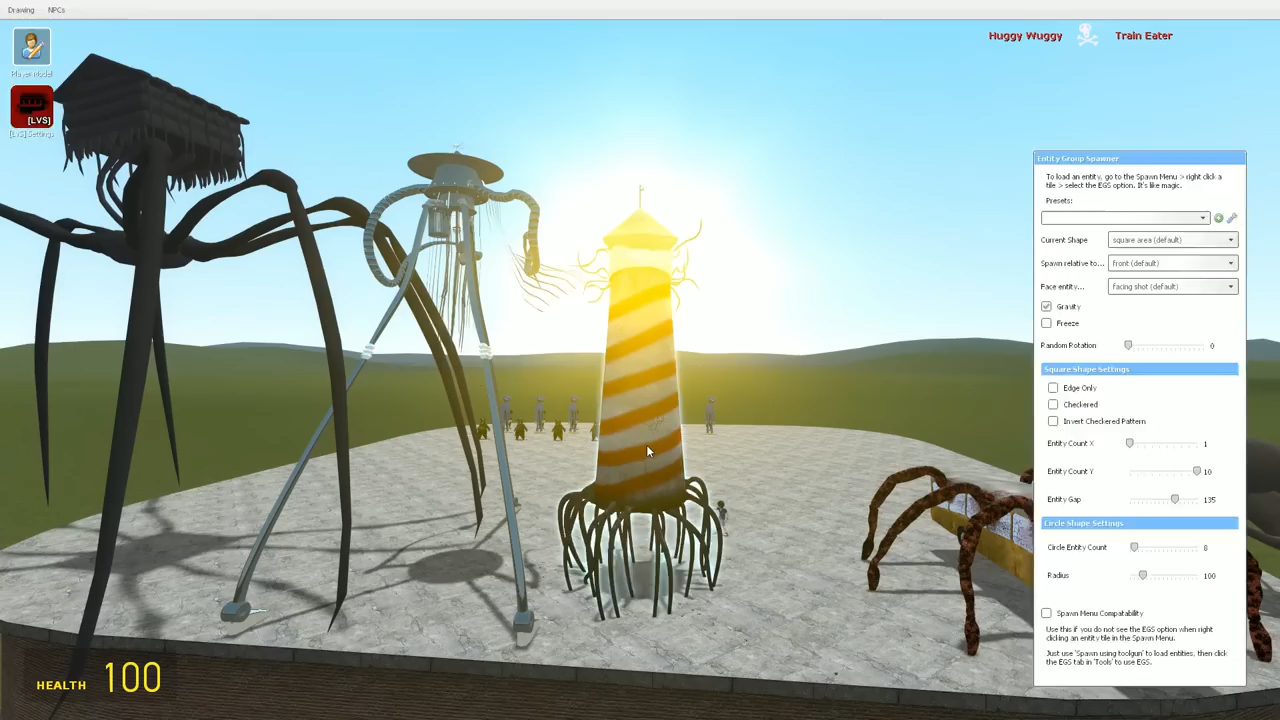 Drawing NPCs
Huggy Wuggy Train Eater
Player Model
[LVS]
[LVS] Settings
Entity Group Spawner
To load an entity, go to the Spawn Menu > right click a
tile > select the EGS option. It's like magic.
Presets:
Current Shape square area (default)
Spawn relative to... front (default)
Face entity... facing shot (default)
Gravity
Freeze
Random Rotation 0
Square Shape Settings
Edge Only
Checkered
Invert Checkered Pattern
Entity Count X 1
Entity Count Y 10
Entity Gap 135
Circle Shape Settings
Circle Entity Count 8
Radius 100
Spawn Menu Compatability
Use this if you do not see the EGS option when right
clicking an entity tile in the Spawn Menu.
Just use 'Spawn using toolgun' to load entities, then click
the EGS tab in 'Tools' to use EGS.
HEALTH 100